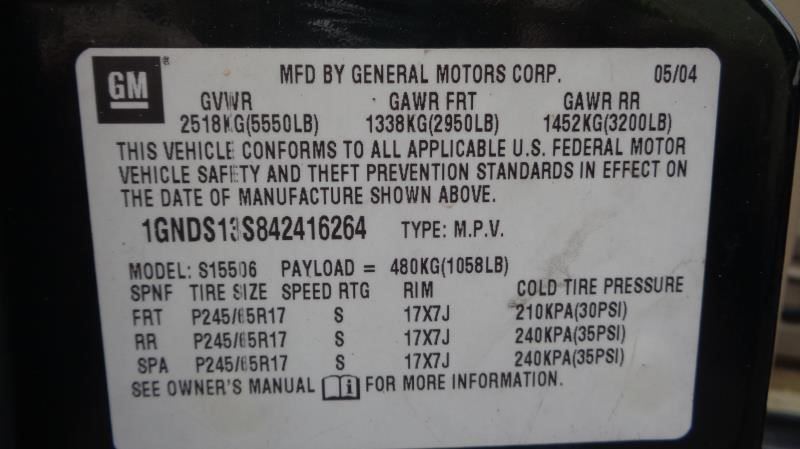 GM ® MFD BY GENERAL MOTORS CORP. 05/04
GVWR GAWR FRT GAWR RR
2518KG(5550LB) 1338KG(2950LB) 1452KG(3200LB)
THIS VEHICLE CONFORMS TO ALL APPLICABLE U.S. FEDERAL MOTOR
VEHICLE SAFETY AND THEFT PREVENTION STANDARDS IN EFFECT ON
THE DATE OF MANUFACTURE SHOWN ABOVE.
1GNDS13S842416264 TYPE: M.P.V.
MODEL: S15506 PAYLOAD = 480KG(1058LB)
SPNF TIRE SIZE SPEED RTG RIM COLD TIRE PRESSURE
FRT P245/65R17 S 17X7J 210KPA(30PSI)
RR P245/65R17 S 17X7J 240KPA(35PSI)
SPA P245/65R17 S 17X7J 240KPA(35PSI)
SEE OWNER'S MANUAL i FOR MORE INFORMATION.